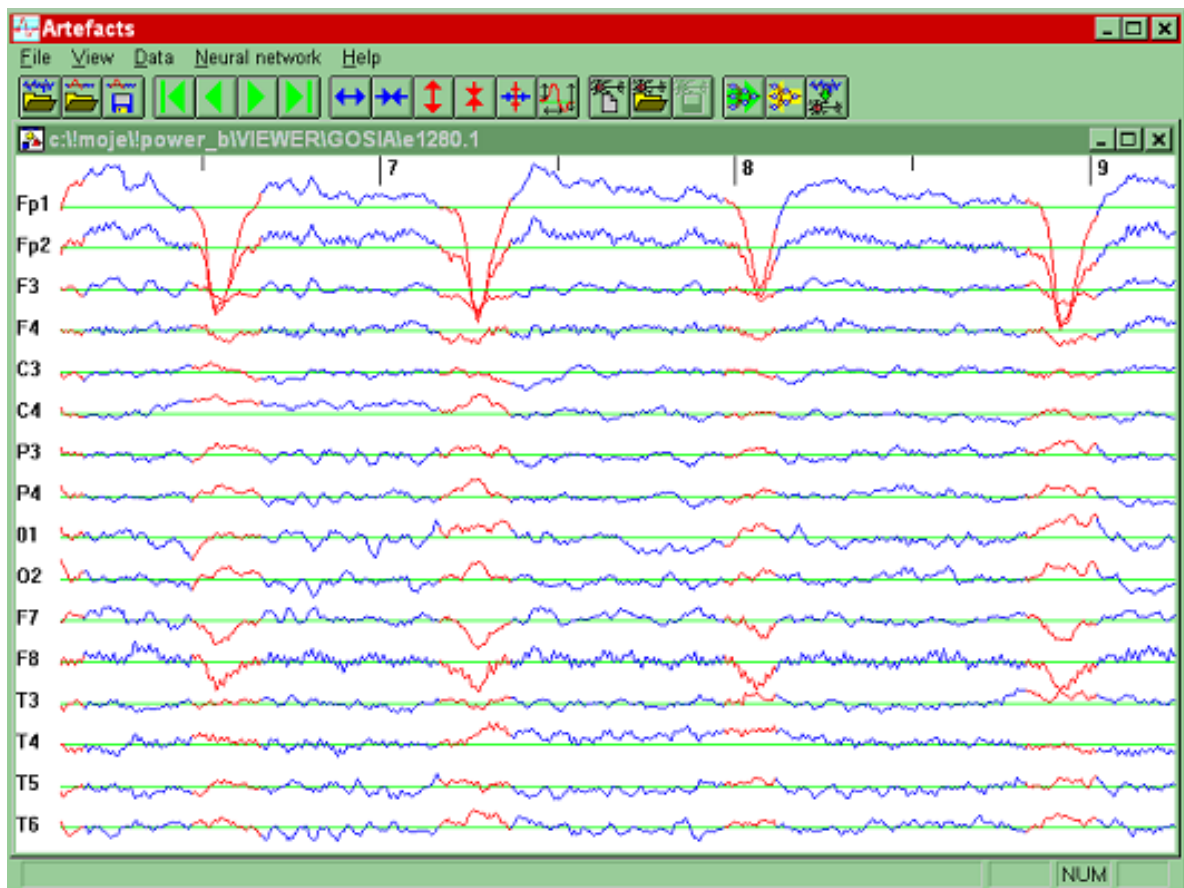 Artefacts
File View Data Neural network Help
c:\!moje\!power_b\VIEWER\GOSIA\e1280.1
7 8 9
Fp1
Fp2
F3
F4
C3
C4
P3
P4
O1
O2
F7
F8
T3
T4
T5
T6
NUM